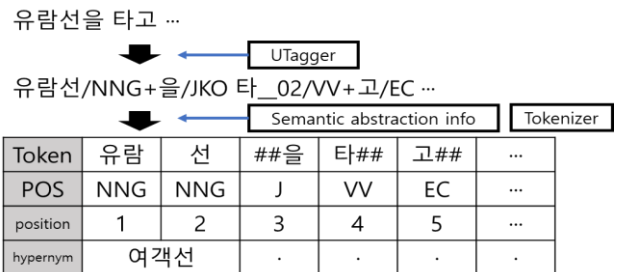 유람선을 타고 …
UTagger
유람선/NNG+을/JKO 타__02/VV+고/EC …
Semantic abstraction info Tokenizer
Token 유람 선 ##을 타## 고## …
POS NNG NNG J VV EC …
position 1 2 3 4 5 …
hypernym 여객선 . . . .